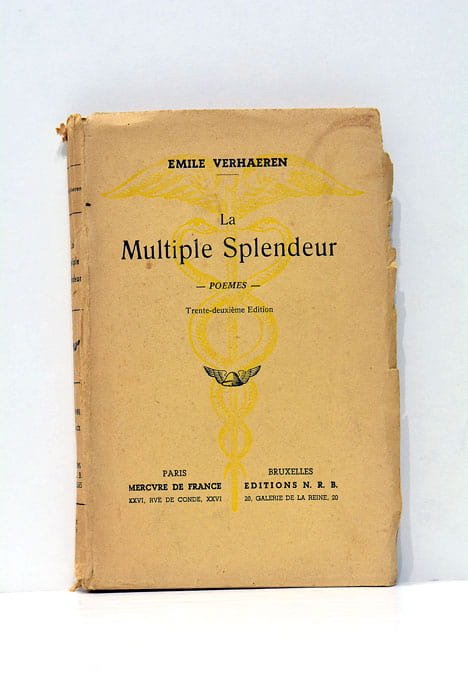 EMILE VERHAEREN
La
Multiple Splendeur
— POEMES —
Trente-deuxième Edition
PARIS
MERCVRE DE FRANCE
XXVI, RVE DE CONDE, XXVI
BRUXELLES
EDITIONS N. R. B.
20, GALERIE DE LA REINE, 20